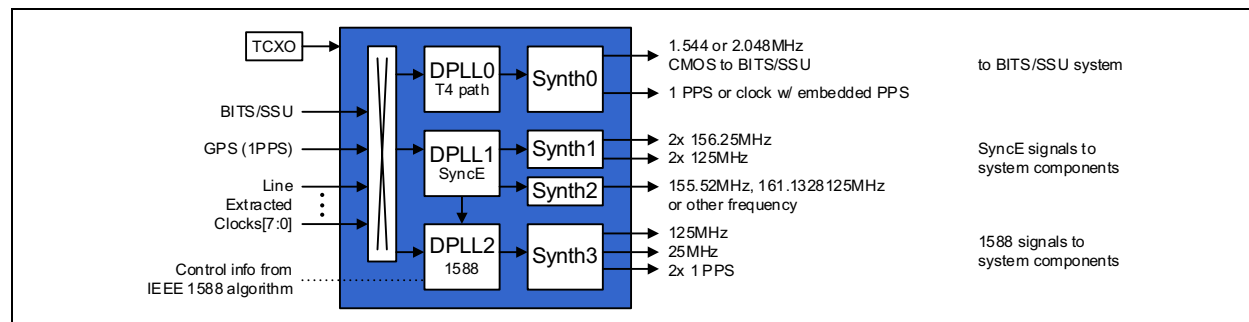 TCXO
BITS/SSU
GPS (1PPS)
Line
Extracted
Clocks[7:0]
Control info from
IEEE 1588 algorithm
DPLL0
T4 path
DPLL1
SyncE
DPLL2
1588
Synth0
Synth1
Synth2
Synth3
1.544 or 2.048MHz
CMOS to BITS/SSU
1 PPS or clock w/ embedded PPS
2x 156.25MHz
2x 125MHz
155.52MHz, 161.1328125MHz
or other frequency
125MHz
25MHz
2x 1 PPS
to BITS/SSU system
SyncE signals to
system components
1588 signals to
system components